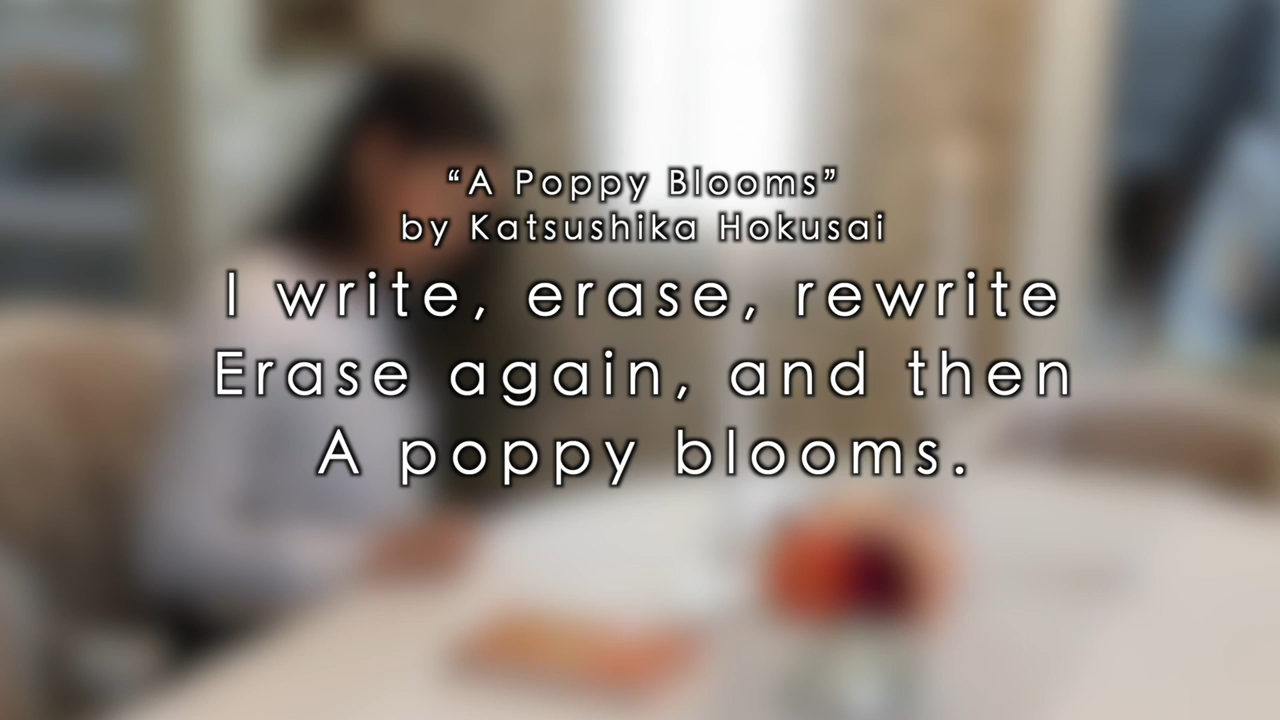 “A Poppy Blooms”
by Katsushika Hokusai
I write, erase, rewrite
Erase again, and then
A poppy blooms.